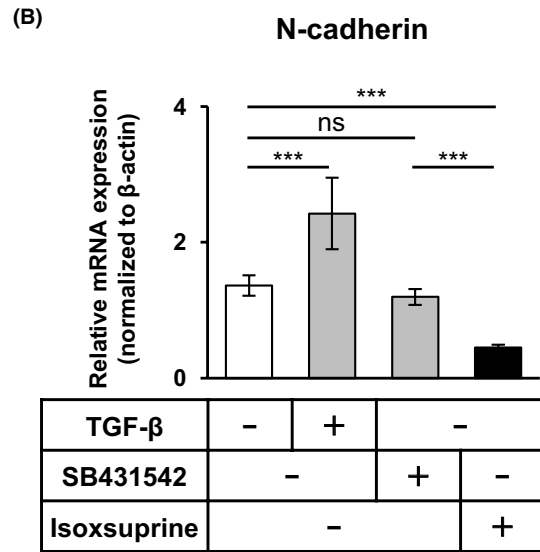 (B)
N-cadherin
Relative mRNA expression
(normalized to β-actin)
4
2
0
***
ns
*** ***
TGF-β – + –
SB431542 – + –
Isoxsuprine – +